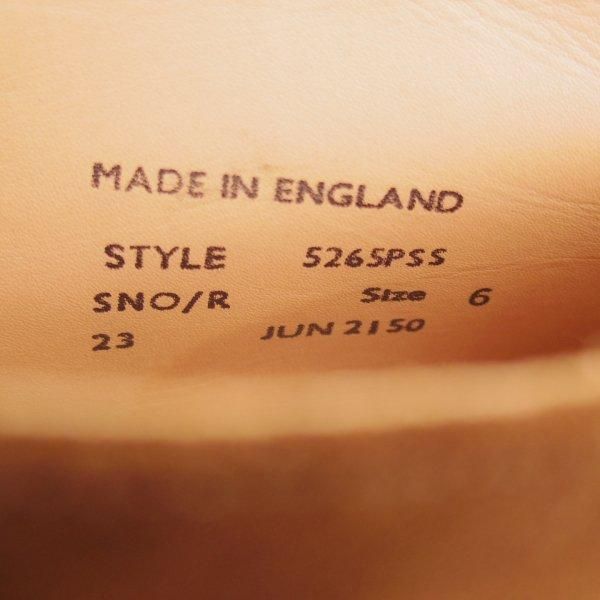 MADE IN ENGLAND
STYLE 5265PSS
SNO/R Size 6
23 JUN 2150